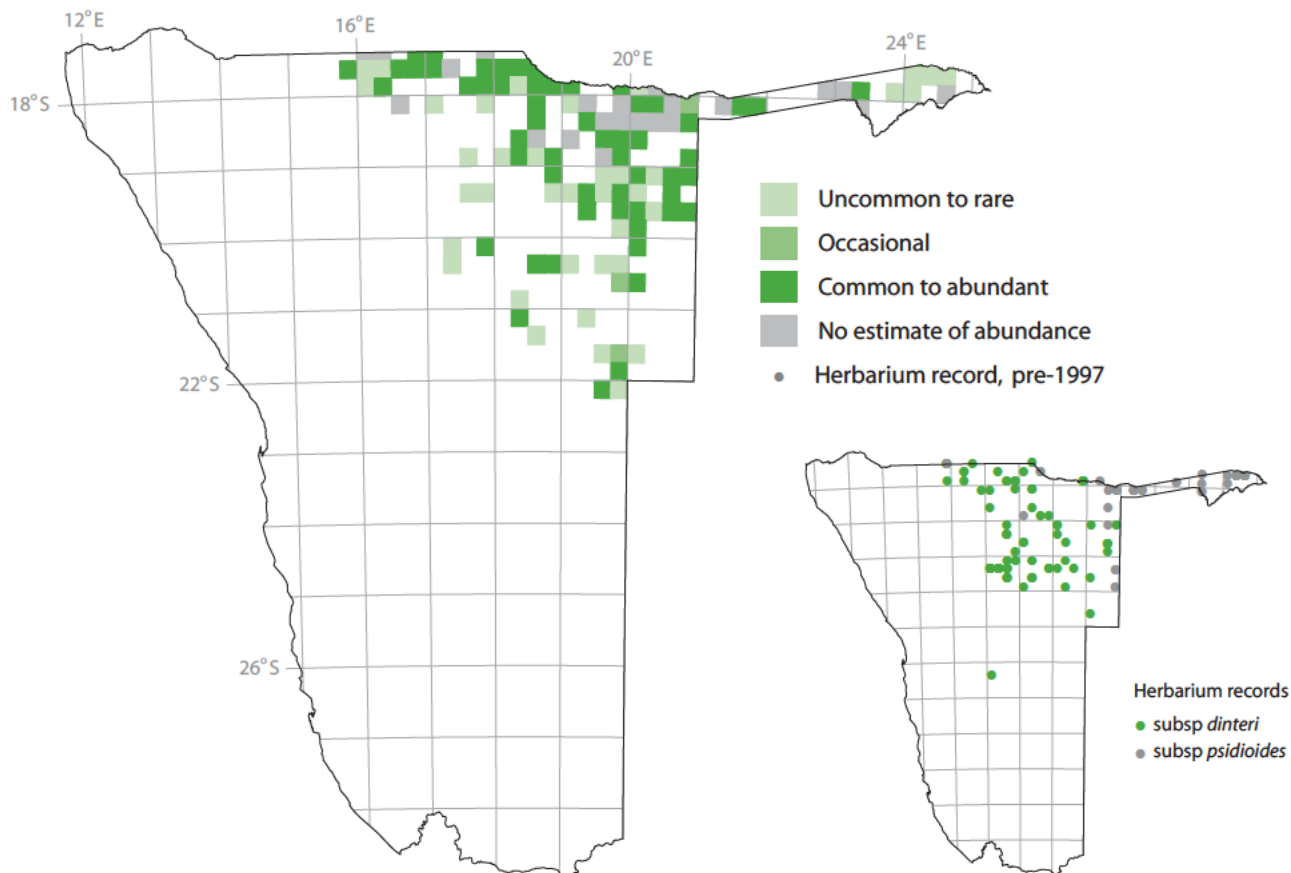 12°E
16°E
20°E
24°E
18°S
22°S
26°S
Uncommon to rare
Occasional
Common to abundant
No estimate of abundance
Herbarium record, pre-1997
Herbarium records
subsp dinteri
subsp psidioides